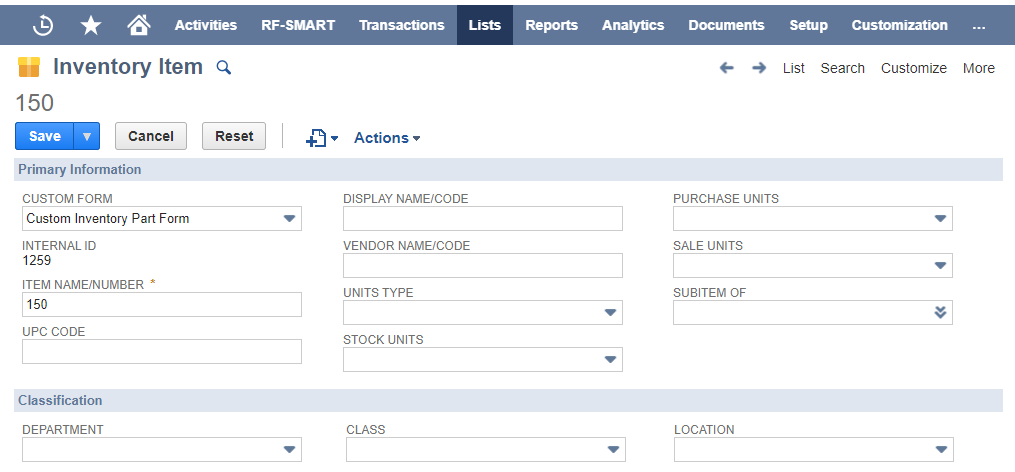 Activities RF-SMART Transactions Lists Reports Analytics Documents Setup Customization ...
Inventory Item
List Search Customize More
150
Save Cancel Reset Actions
Primary Information
CUSTOM FORM
Custom Inventory Part Form
INTERNAL ID
1259
ITEM NAME/NUMBER *
150
UPC CODE
DISPLAY NAME/CODE
VENDOR NAME/CODE
UNITS TYPE
STOCK UNITS
PURCHASE UNITS
SALE UNITS
SUBITEM OF
Classification
DEPARTMENT CLASS LOCATION